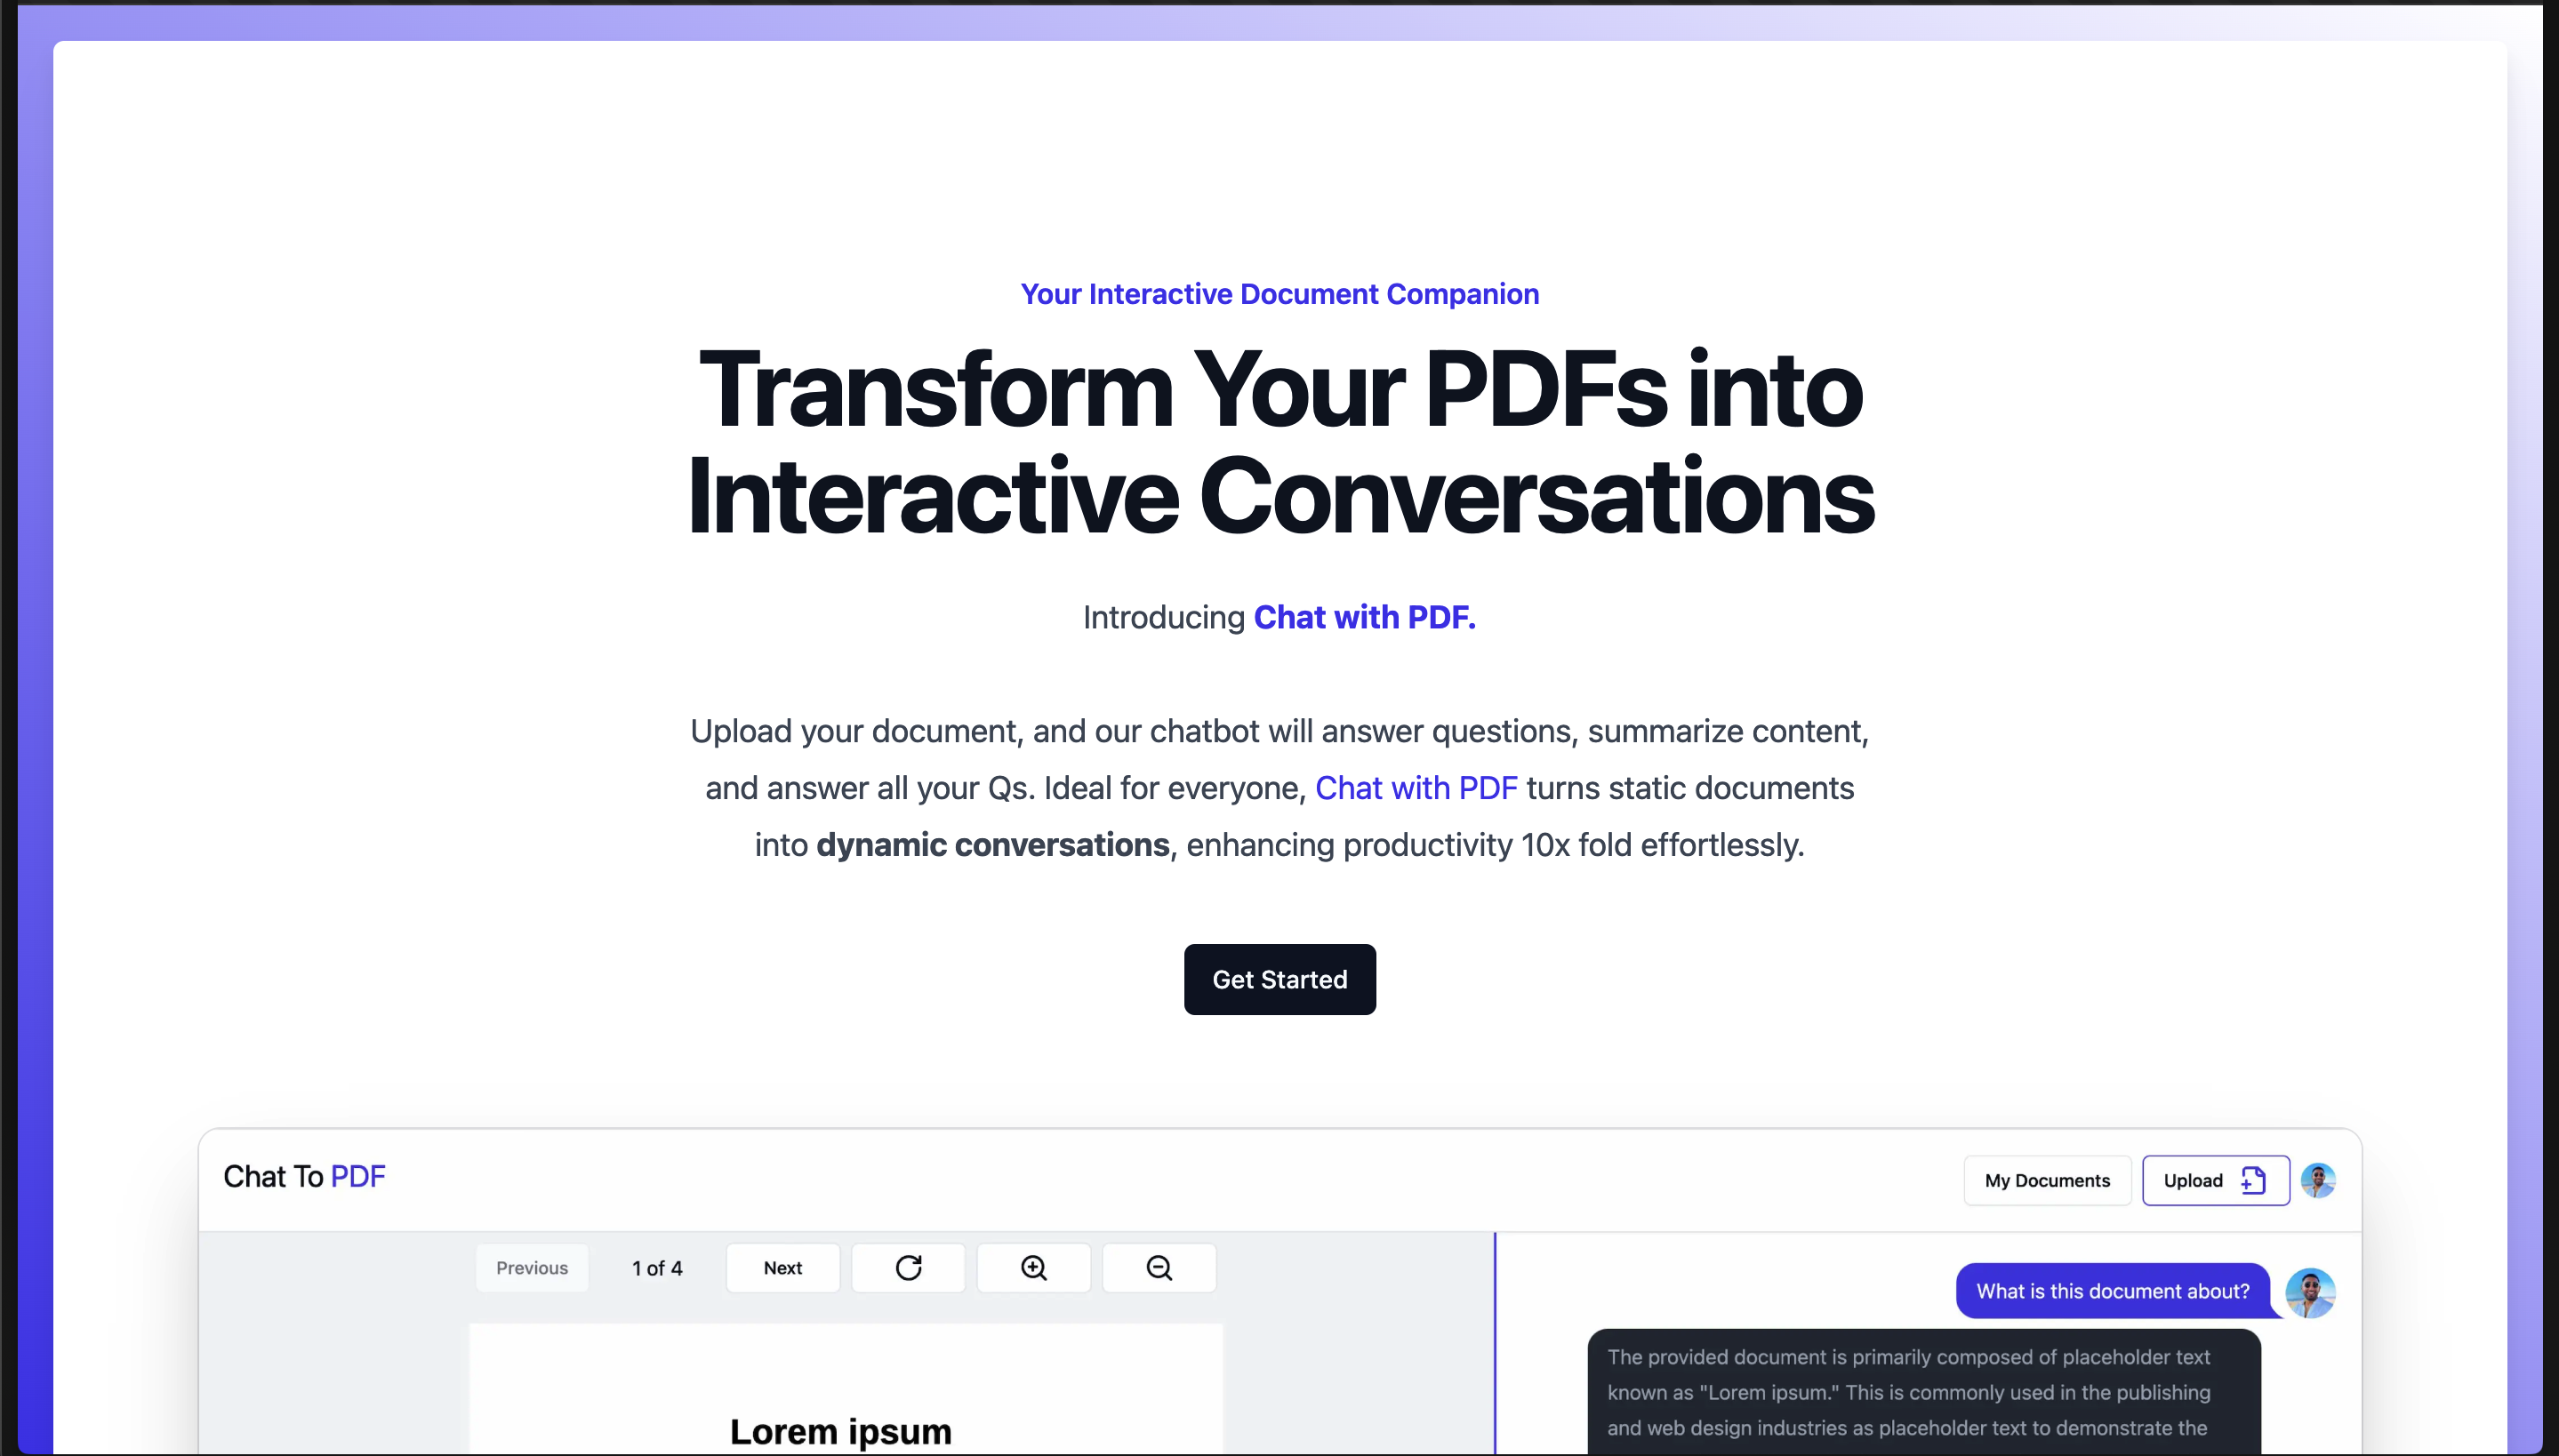 Your Interactive Document Companion
Transform Your PDFs into
Interactive Conversations
Introducing Chat with PDF.
Upload your document, and our chatbot will answer questions, summarize content,
and answer all your Qs. Ideal for everyone, Chat with PDF turns static documents
into dynamic conversations, enhancing productivity 10x fold effortlessly.
Get Started
Chat To PDF
My Documents
Upload
Previous
1 of 4
Next
Lorem ipsum
What is this document about?
The provided document is primarily composed of placeholder text
known as "Lorem ipsum." This is commonly used in the publishing
and web design industries as placeholder text to demonstrate the